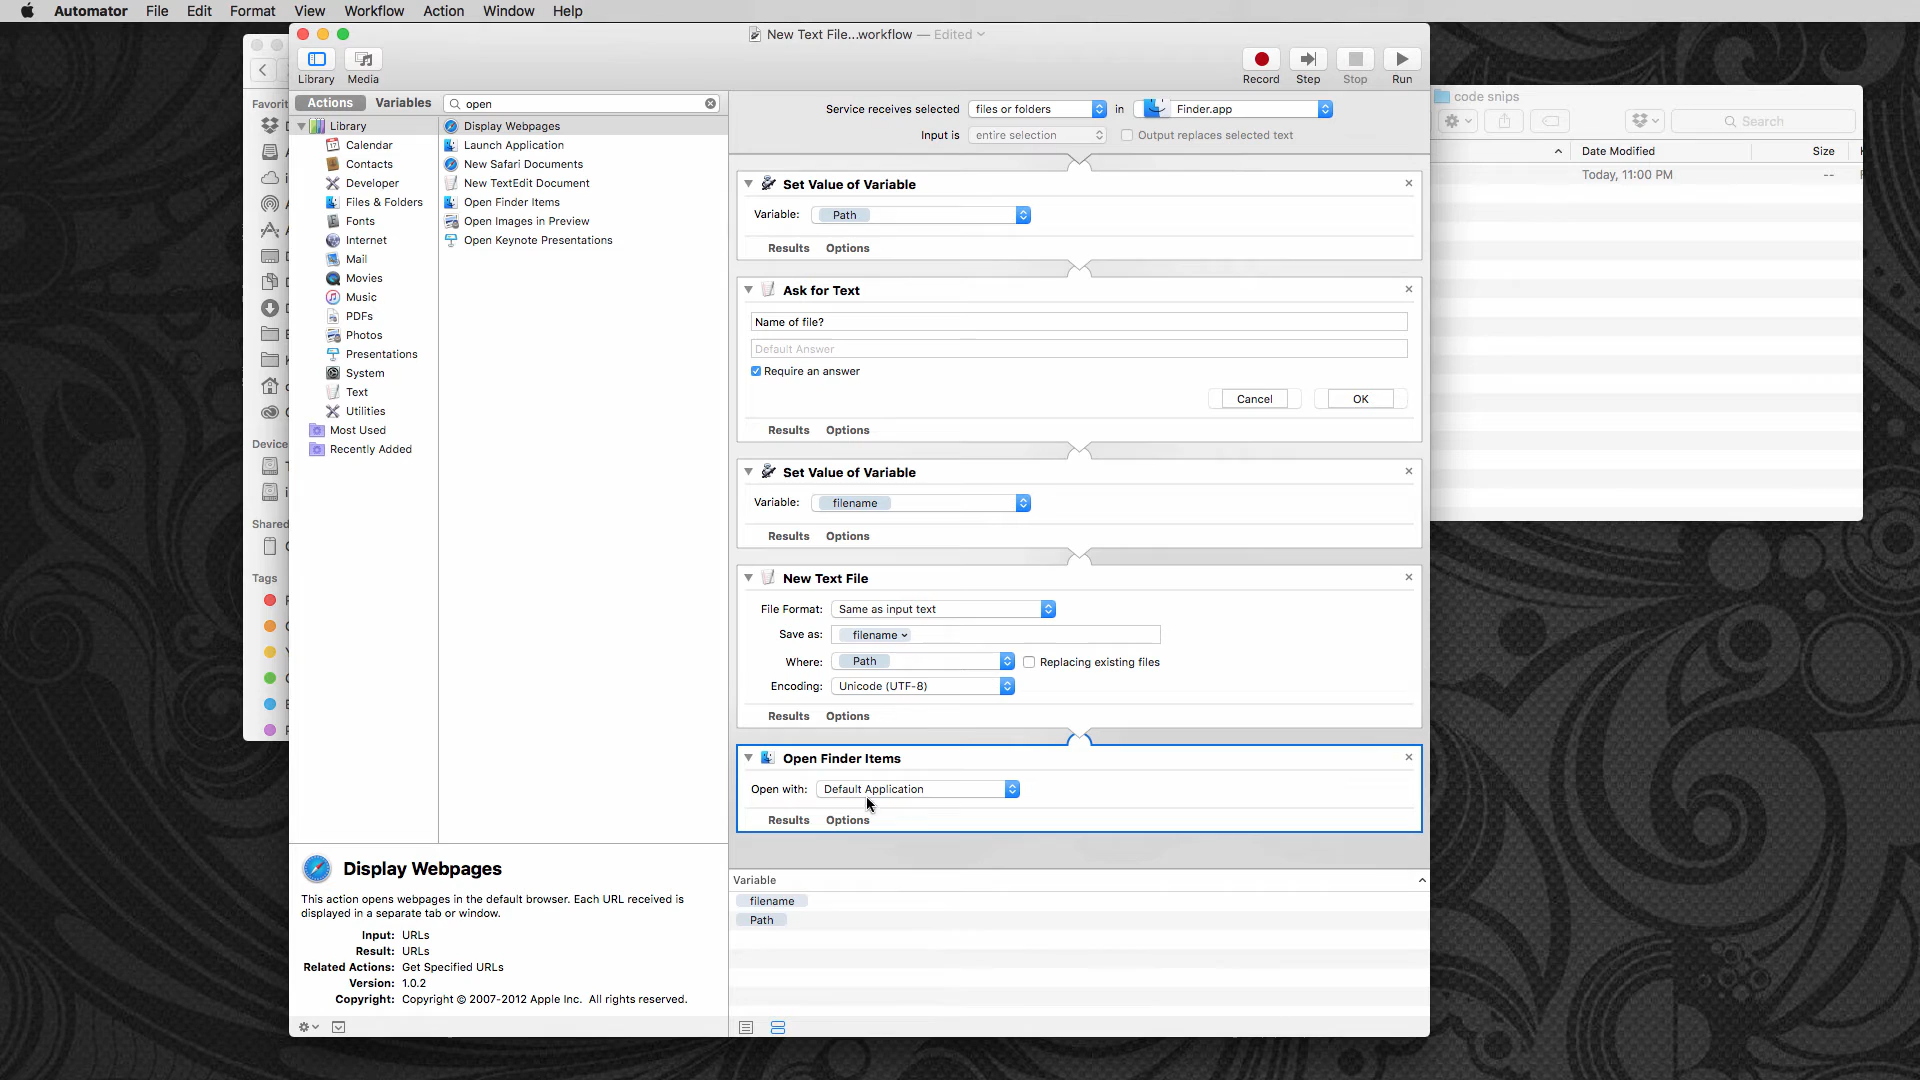 Automator File Edit Format View Workflow Action Window Help
New Text File...workflow — Edited
Library Media
Record Step Stop Run
Actions Variables open
Service receives selected files or folders in Finder.app
Input is entire selection Output replaces selected text
Favorit
Device
Shared
Tags
Library
Calendar
Contacts
Developer
Files & Folders
Fonts
Internet
Mail
Movies
Music
PDFs
Photos
Presentations
System
Text
Utilities
Most Used
Recently Added
Display Webpages
Launch Application
New Safari Documents
New TextEdit Document
Open Finder Items
Open Images in Preview
Open Keynote Presentations
Set Value of Variable
Variable: Path
Results Options
Ask for Text
Name of file?
Default Answer
Require an answer
Cancel OK
Results Options
Set Value of Variable
Variable: filename
Results Options
New Text File
File Format: Same as input text
Save as: filename
Where: Path Replacing existing files
Encoding: Unicode (UTF-8)
Results Options
Open Finder Items
Open with: Default Application
Results Options
Variable
filename
Path
Display Webpages
This action opens webpages in the default browser. Each URL received is
displayed in a separate tab or window.
Input: URLs
Result: URLs
Related Actions: Get Specified URLs
Version: 1.0.2
Copyright: Copyright © 2007-2012 Apple Inc. All rights reserved.
code snips
Search
Date Modified Size
Today, 11:00 PM --